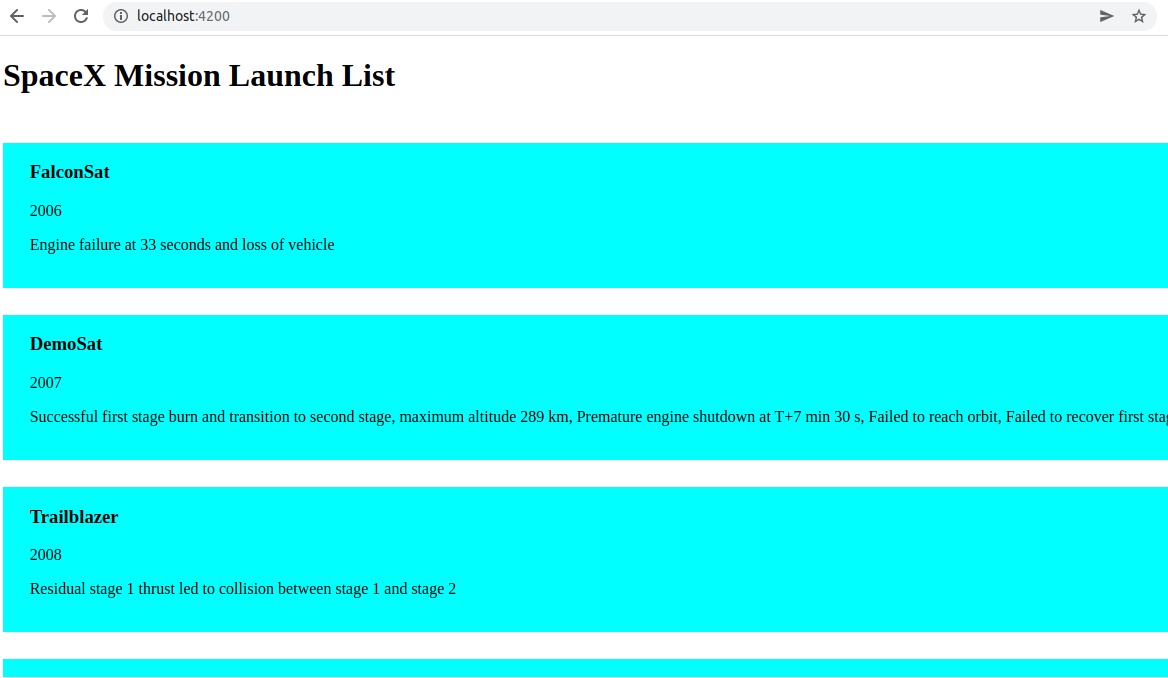 localhost:4200
SpaceX Mission Launch List
FalconSat
2006
Engine failure at 33 seconds and loss of vehicle
DemoSat
2007
Successful first stage burn and transition to second stage, maximum altitude 289 km, Premature engine shutdown at T+7 min 30 s, Failed to reach orbit, Failed to recover first
Trailblazer
2008
Residual stage 1 thrust led to collision between stage 1 and stage 2